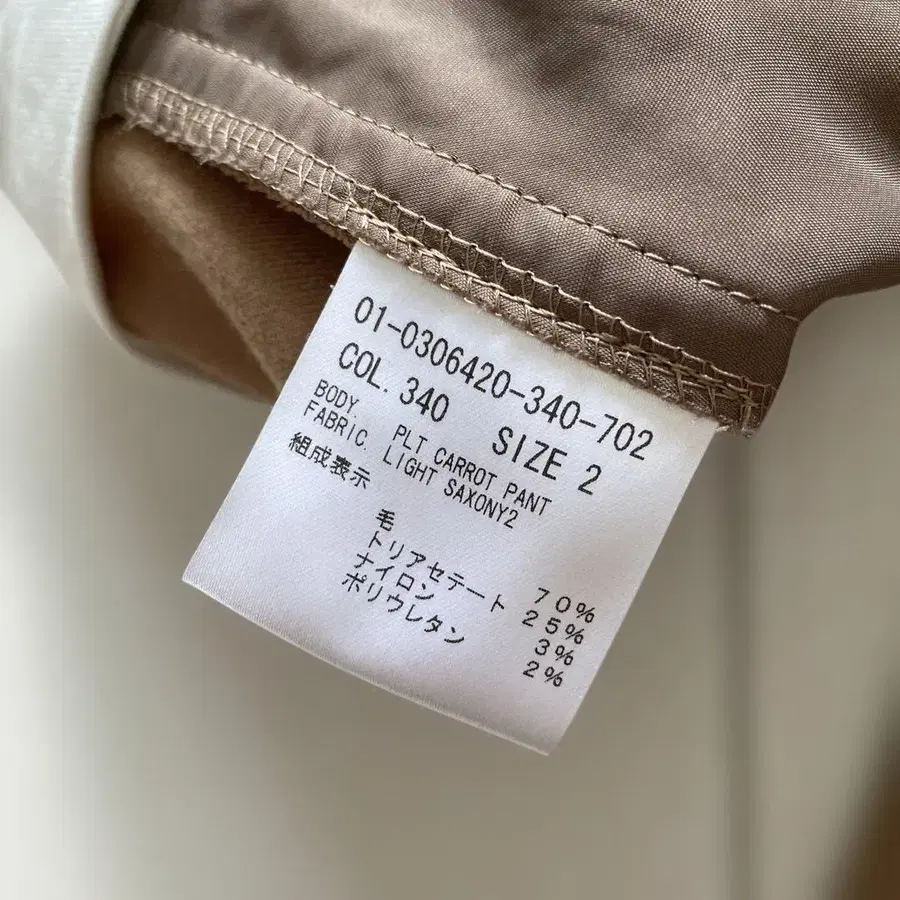 01-0306420-340-702
COL. 340 SIZE 2
BODY. PLT CARROT PANT
FABRIC. LIGHT SAXONY2
組成表示
毛 70%
トリアセテート 25%
ナイロン 3%
ポリウレタン 2%